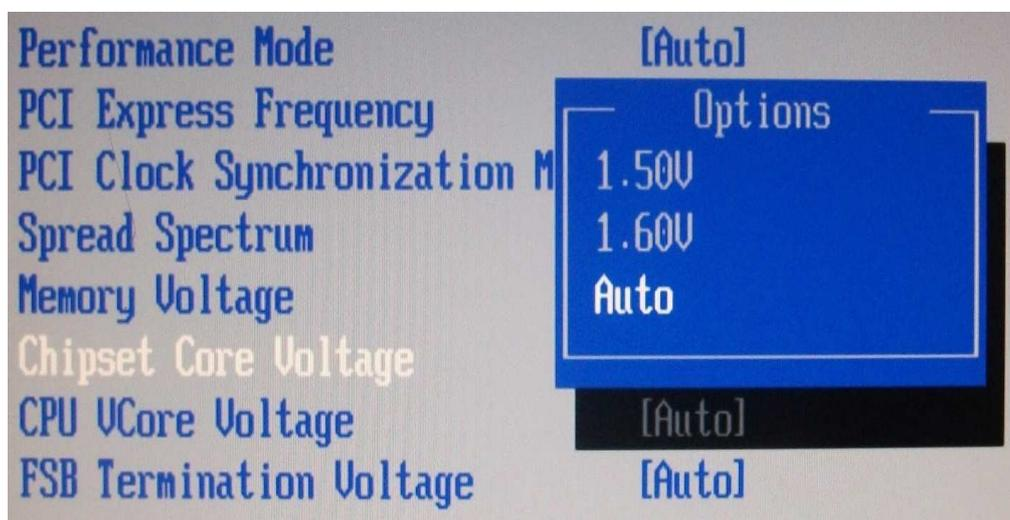 Performance Mode [Auto]
PCI Express Frequency
PCI Clock Synchronization M
Spread Spectrum
Memory Voltage
Chipset Core Voltage
CPU VCore Voltage [Auto]
FSB Termination Voltage [Auto]
Options
1.50V
1.60V
Auto